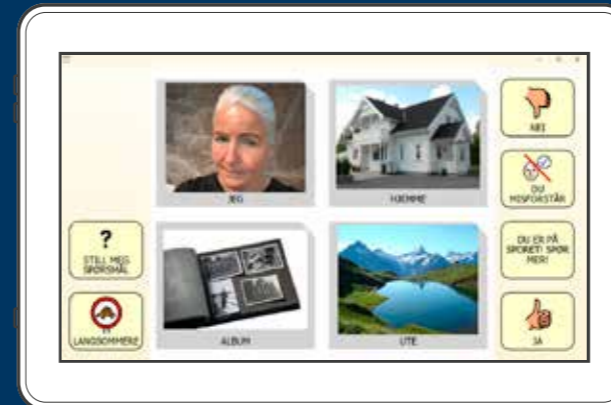 JEG
HJEMME
NEI
DU
MISFORSTÅR
?
STILL MEG
SPØRSMÅL
ALBUM
UTE
DU ER PÅ
SPORET! SPØR
MER!
LANGSOMMERE
JA